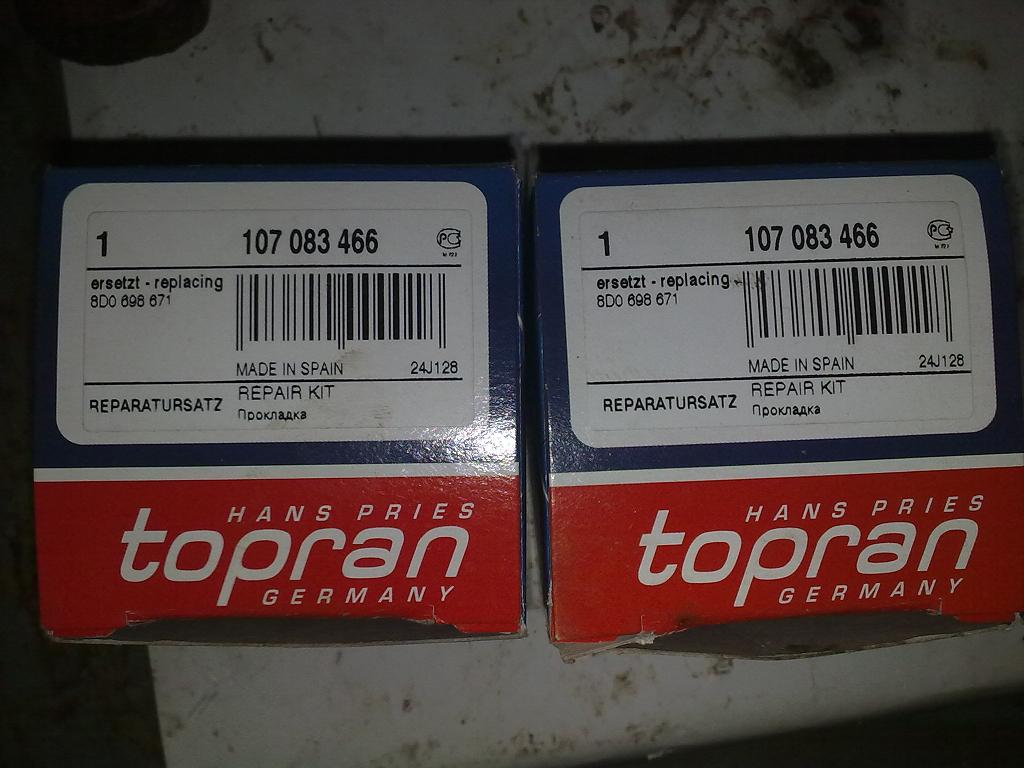 1 107 083 466 PG
ersetzt - replacing
8D0 698 671
MADE IN SPAIN 24J128
REPARATURSATZ REPAIR KIT
Прокладка
HANS PRIES
topran
GERMANY
1 107 083 466 PG
ersetzt - replacing
8D0 698 671
MADE IN SPAIN 24J128
REPARATURSATZ REPAIR KIT
Прокладка
HANS PRIES
topran
GERMANY